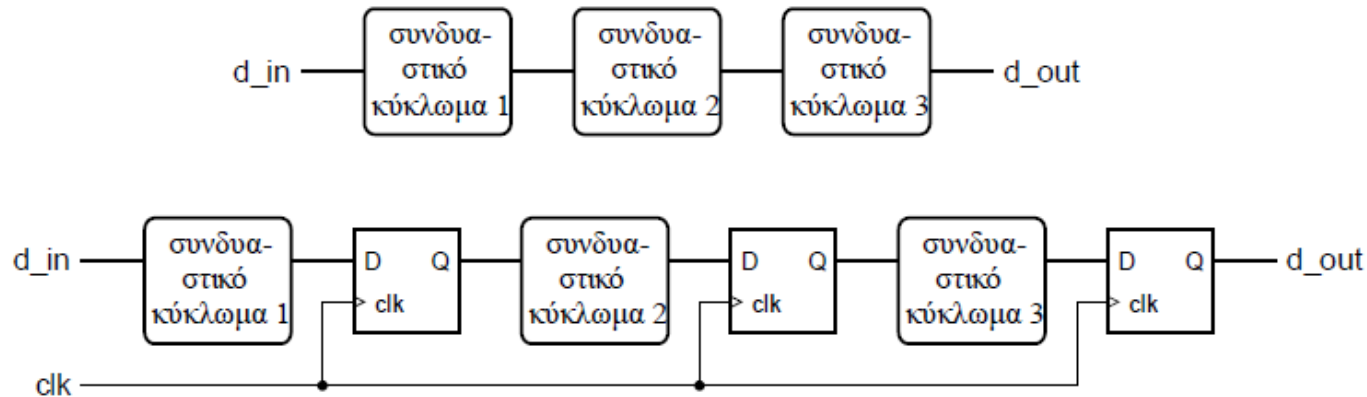 συνδυα-
στικό
κύκλωμα 1
συνδυα-
στικό
κύκλωμα 2
συνδυα-
στικό
κύκλωμα 3
d_in
d_out
d_in
συνδυα-
στικό
κύκλωμα 1
D Q
clk
συνδυα-
στικό
κύκλωμα 2
D Q
clk
συνδυα-
στικό
κύκλωμα 3
D Q
clk
d_out
clk